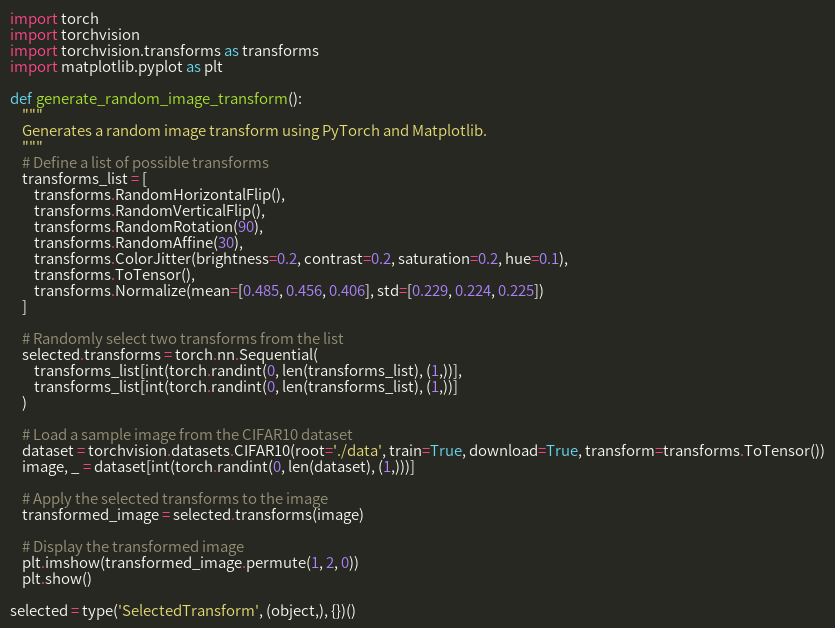 import torch
import torchvision
import torchvision.transforms as transforms
import matplotlib.pyplot as plt

def generate_random_image_transform():
    """
    Generates a random image transform using PyTorch and Matplotlib.
    """
    # Define a list of possible transforms
    transforms_list = [
        transforms.RandomHorizontalFlip(),
        transforms.RandomVerticalFlip(),
        transforms.RandomRotation(90),
        transforms.RandomAffine(30),
        transforms.ColorJitter(brightness=0.2, contrast=0.2, saturation=0.2, hue=0.1),
        transforms.ToTensor(),
        transforms.Normalize(mean=[0.485, 0.456, 0.406], std=[0.229, 0.224, 0.225])
    ]

    # Randomly select two transforms from the list
    selected.transforms = torch.nn.Sequential(
        transforms_list[int(torch.randint(0, len(transforms_list), (1,))],
        transforms_list[int(torch.randint(0, len(transforms_list), (1,))]
    )

    # Load a sample image from the CIFAR10 dataset
    dataset = torchvision.datasets.CIFAR10(root='./data', train=True, download=True, transform=transforms.ToTensor())
    image, _ = dataset[int(torch.randint(0, len(dataset), (1,)))]

    # Apply the selected transforms to the image
    transformed_image = selected.transforms(image)

    # Display the transformed image
    plt.imshow(transformed_image.permute(1, 2, 0))
    plt.show()

selected = type('SelectedTransform', (object,), {})()